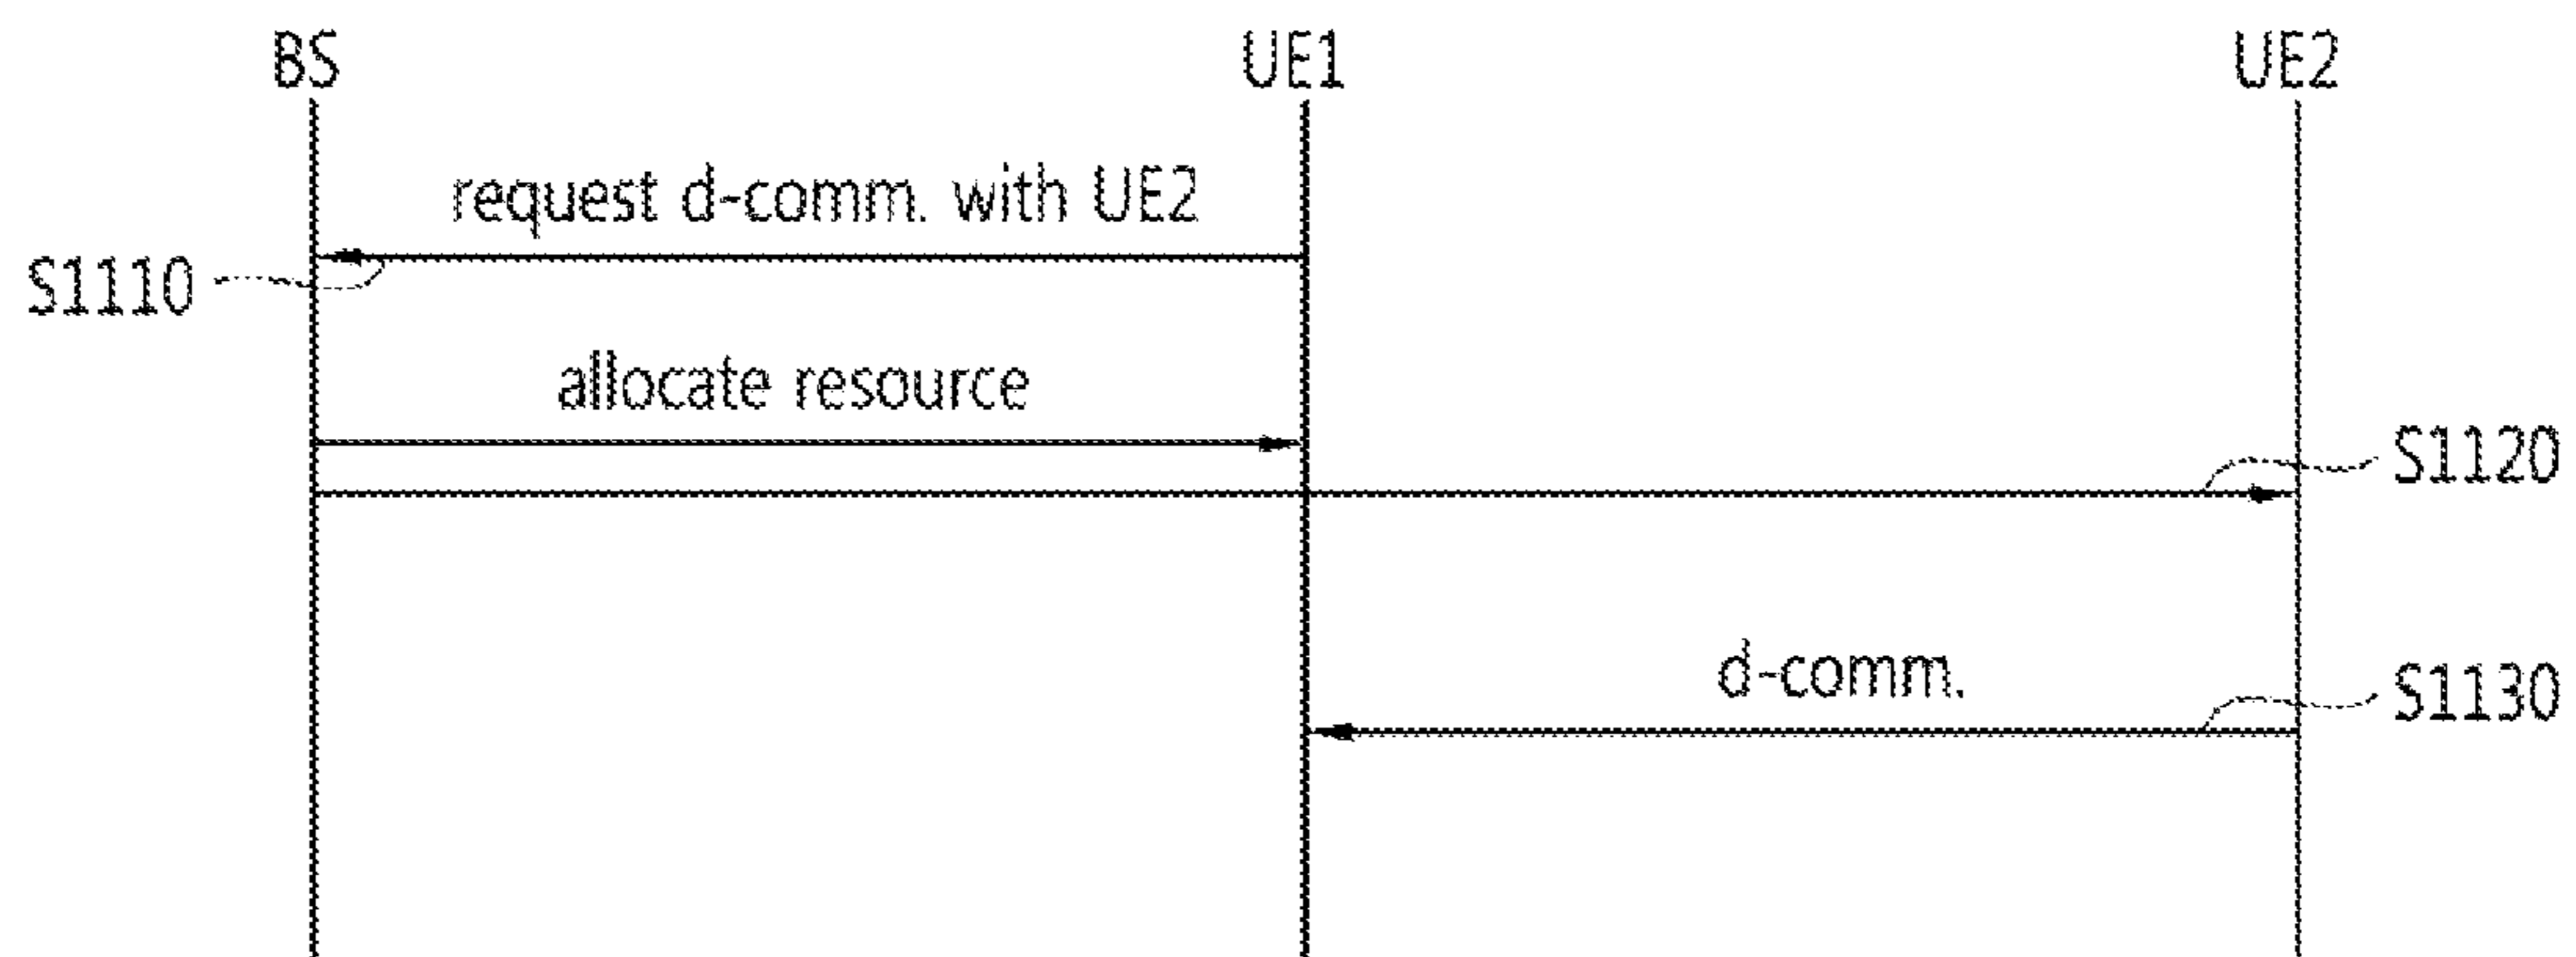 BS
UE1
UE2
request d-comm. with UE2
S1110
allocate resource
S1120
d-comm.
S1130